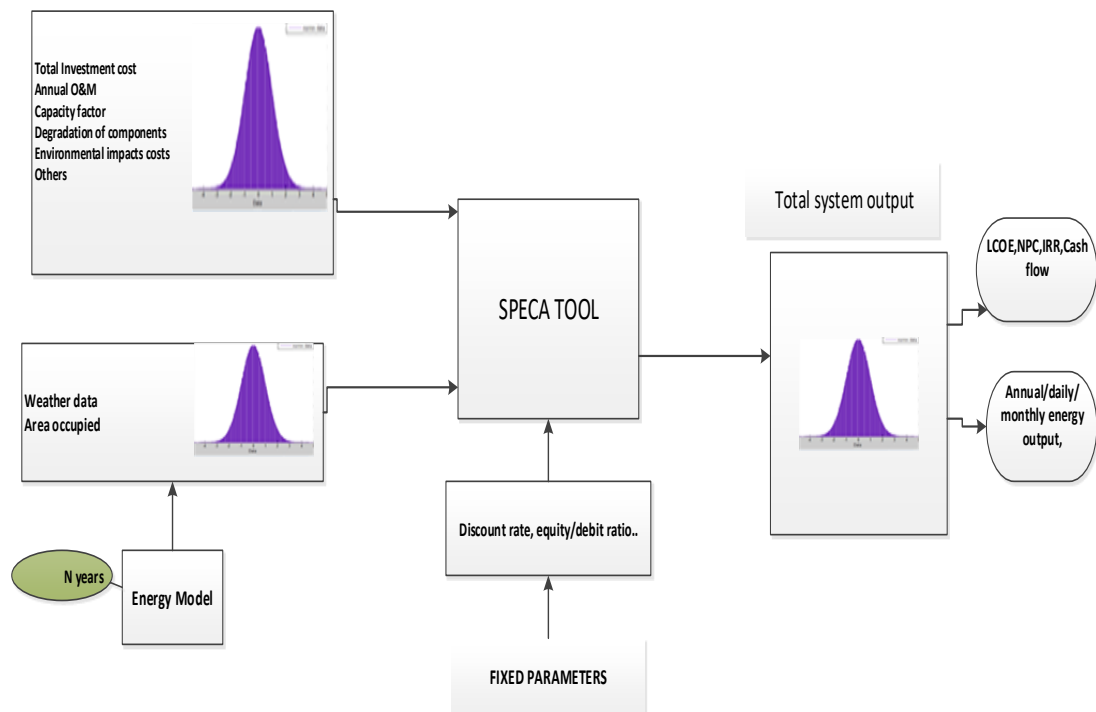 Total Investment cost
Annual O&M
Capacity factor
Degradation of components
Environmental impacts costs
Others
Total system output
LCOE,NPC,IRR,Cash
flow
SPECA TOOL
Weather data
Area occupied
Annual/daily/
monthly energy
output,
Discount rate, equity/debit ratio..
N years
Energy Model
FIXED PARAMETERS